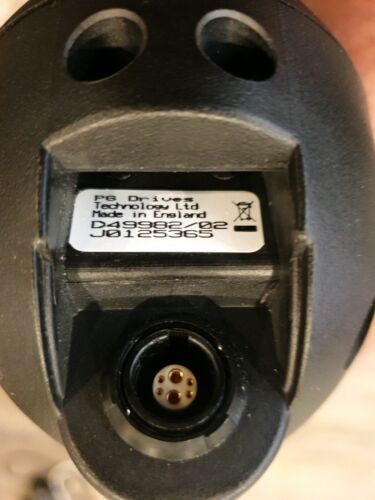 PG Drives
Technology Ltd
Made in England
D49982/02
J0125365